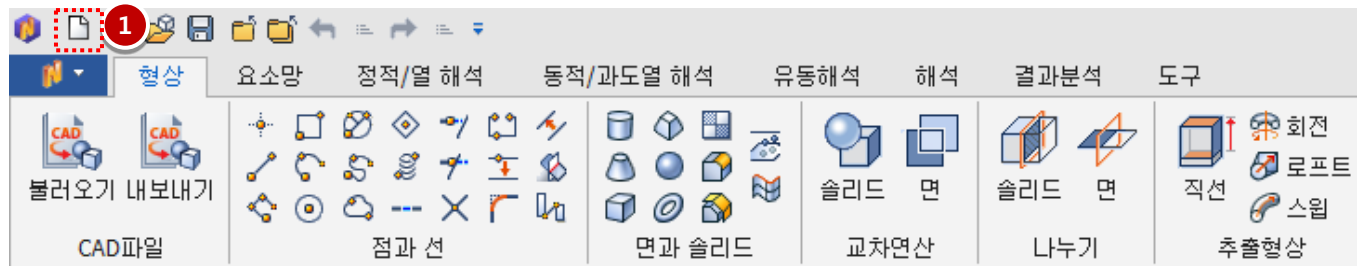 1
형상 요소망 정적/열 해석 동적/과도열 해석 유동해석 해석 결과분석 도구
CAD CAD
회전
로프트
불러오기 내보내기 솔리드 면 솔리드 면 직선
스윕
CAD파일 점과 선 면과 솔리드 교차연산 나누기 추출형상